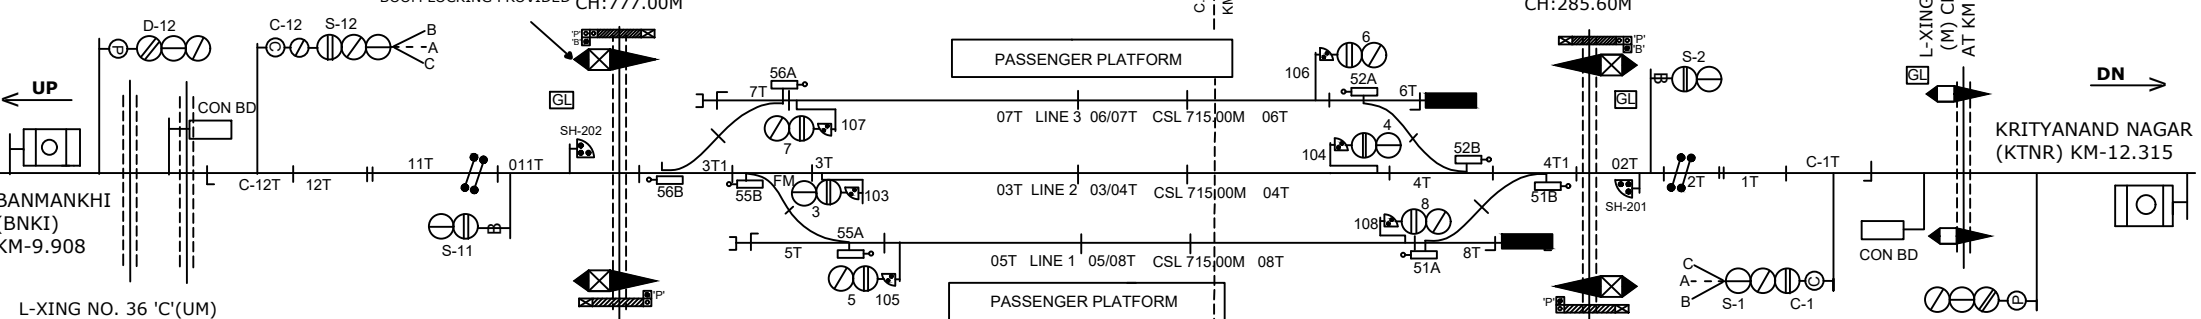 BOOM LOCKING PROVIDED
CH:777.00M
CH:285.60M
L-XING
(M)
AT KM
D-12
P
C-12
S-12
C
B
A
C
'P'
'B'
6
'P'
'B'
S-2
B
GL
UP
DN
PASSENGER PLATFORM
106
56A
52A
7T
6T
CON BD
GL
GL
07T LINE 3 06/07T CSL 715.00M 06T
107
7
4
SH-202
104
52B
KRITYANAND NAGAR
(KTNR) KM-12.315
11T
011T
3T1
3T
4T1
02T
C-1T
C-12T
12T
FM
4T
2T
1T
56B
55B
103
3
03T LINE 2 03/04T CSL 715.00M 04T
51B
SH-201
BANMANKHI
(BNKI)
KM-9.908
B
S-11
8
108
55A
5T
8T
05T LINE 1 05/08T CSL 715.00M 08T
51A
CON BD
5
105
C
A
B
S-1
C-1
C
P
'P'
'P'
PASSENGER PLATFORM
L-XING NO. 36 'C'(UM)